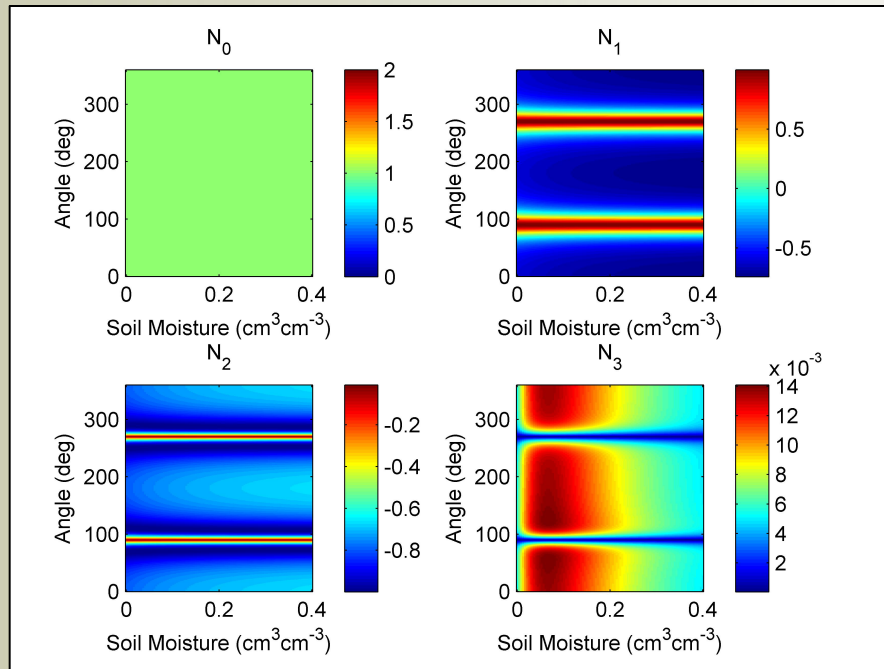 N₀
Angle (deg)
300
200
100
0
0 0.2 0.4
Soil Moisture (cm³cm⁻³)
2
1.5
1
0.5
0
N₁
Angle (deg)
300
200
100
0
0 0.2 0.4
Soil Moisture (cm³cm⁻³)
0.5
0
-0.5
N₂
Angle (deg)
300
200
100
0
0 0.2 0.4
Soil Moisture (cm³cm⁻³)
-0.2
-0.4
-0.6
-0.8
N₃
Angle (deg)
300
200
100
0
0 0.2 0.4
Soil Moisture (cm³cm⁻³)
x 10⁻³
14
12
10
8
6
4
2